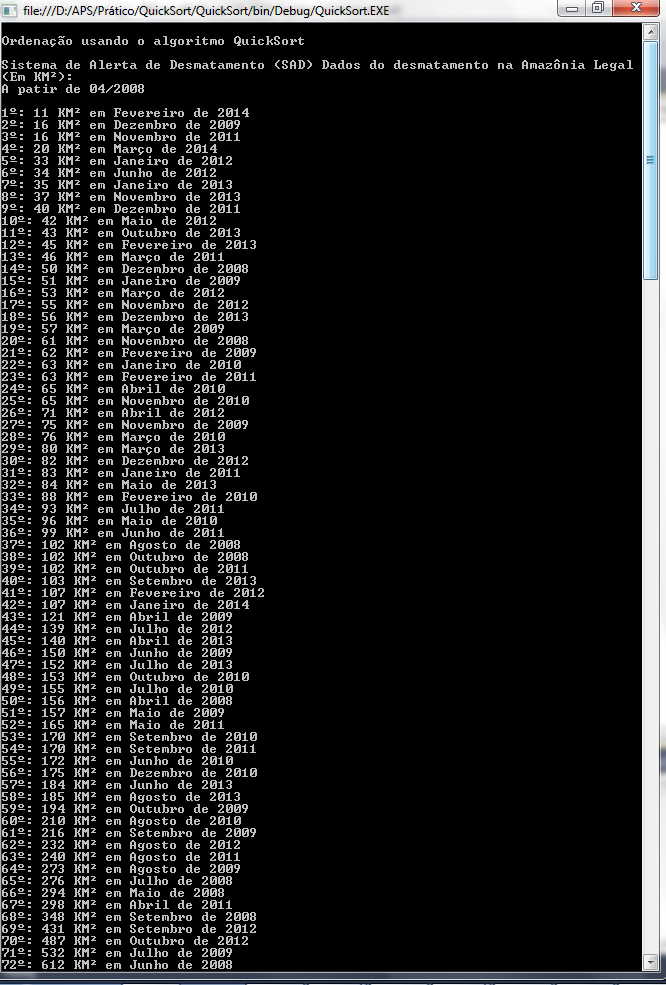 file:///D:/APS/Prático/QuickSort/QuickSort/bin/Debug/QuickSort.EXE
Ordenação usando o algoritmo QuickSort
Sistema de Alerta de Desmatamento (SAD) Dados do desmatamento na Amazônia Legal
(Em KM²):
A patir de 04/2008
1º: 11 KM² em Fevereiro de 2014
2º: 16 KM² em Dezembro de 2009
3º: 16 KM² em Novembro de 2011
4º: 20 KM² em Março de 2014
5º: 33 KM² em Janeiro de 2012
6º: 34 KM² em Junho de 2012
7º: 35 KM² em Janeiro de 2013
8º: 37 KM² em Novembro de 2013
9º: 40 KM² em Dezembro de 2011
10º: 42 KM² em Maio de 2012
11º: 43 KM² em Outubro de 2013
12º: 45 KM² em Fevereiro de 2013
13º: 46 KM² em Março de 2011
14º: 50 KM² em Dezembro de 2008
15º: 51 KM² em Janeiro de 2009
16º: 53 KM² em Março de 2012
17º: 55 KM² em Novembro de 2012
18º: 56 KM² em Dezembro de 2013
19º: 57 KM² em Março de 2009
20º: 61 KM² em Novembro de 2008
21º: 62 KM² em Fevereiro de 2009
22º: 63 KM² em Janeiro de 2010
23º: 63 KM² em Fevereiro de 2011
24º: 65 KM² em Abril de 2010
25º: 65 KM² em Novembro de 2010
26º: 71 KM² em Abril de 2012
27º: 75 KM² em Novembro de 2009
28º: 76 KM² em Março de 2010
29º: 80 KM² em Março de 2013
30º: 82 KM² em Dezembro de 2012
31º: 83 KM² em Janeiro de 2011
32º: 84 KM² em Maio de 2013
33º: 88 KM² em Fevereiro de 2010
34º: 93 KM² em Julho de 2011
35º: 96 KM² em Maio de 2010
36º: 99 KM² em Junho de 2011
37º: 102 KM² em Agosto de 2008
38º: 102 KM² em Outubro de 2008
39º: 102 KM² em Outubro de 2011
40º: 103 KM² em Setembro de 2013
41º: 107 KM² em Fevereiro de 2012
42º: 107 KM² em Janeiro de 2014
43º: 121 KM² em Abril de 2009
44º: 139 KM² em Julho de 2012
45º: 140 KM² em Abril de 2013
46º: 150 KM² em Junho de 2009
47º: 152 KM² em Julho de 2013
48º: 153 KM² em Outubro de 2010
49º: 155 KM² em Julho de 2010
50º: 156 KM² em Abril de 2008
51º: 157 KM² em Maio de 2009
52º: 165 KM² em Maio de 2011
53º: 170 KM² em Setembro de 2010
54º: 170 KM² em Setembro de 2011
55º: 172 KM² em Junho de 2010
56º: 175 KM² em Dezembro de 2010
57º: 184 KM² em Junho de 2013
58º: 185 KM² em Agosto de 2013
59º: 194 KM² em Outubro de 2009
60º: 210 KM² em Agosto de 2010
61º: 216 KM² em Setembro de 2009
62º: 232 KM² em Agosto de 2012
63º: 240 KM² em Agosto de 2011
64º: 273 KM² em Agosto de 2009
65º: 276 KM² em Julho de 2008
66º: 294 KM² em Maio de 2008
67º: 298 KM² em Abril de 2011
68º: 348 KM² em Setembro de 2008
69º: 431 KM² em Setembro de 2012
70º: 487 KM² em Outubro de 2012
71º: 532 KM² em Julho de 2009
72º: 612 KM² em Junho de 2008